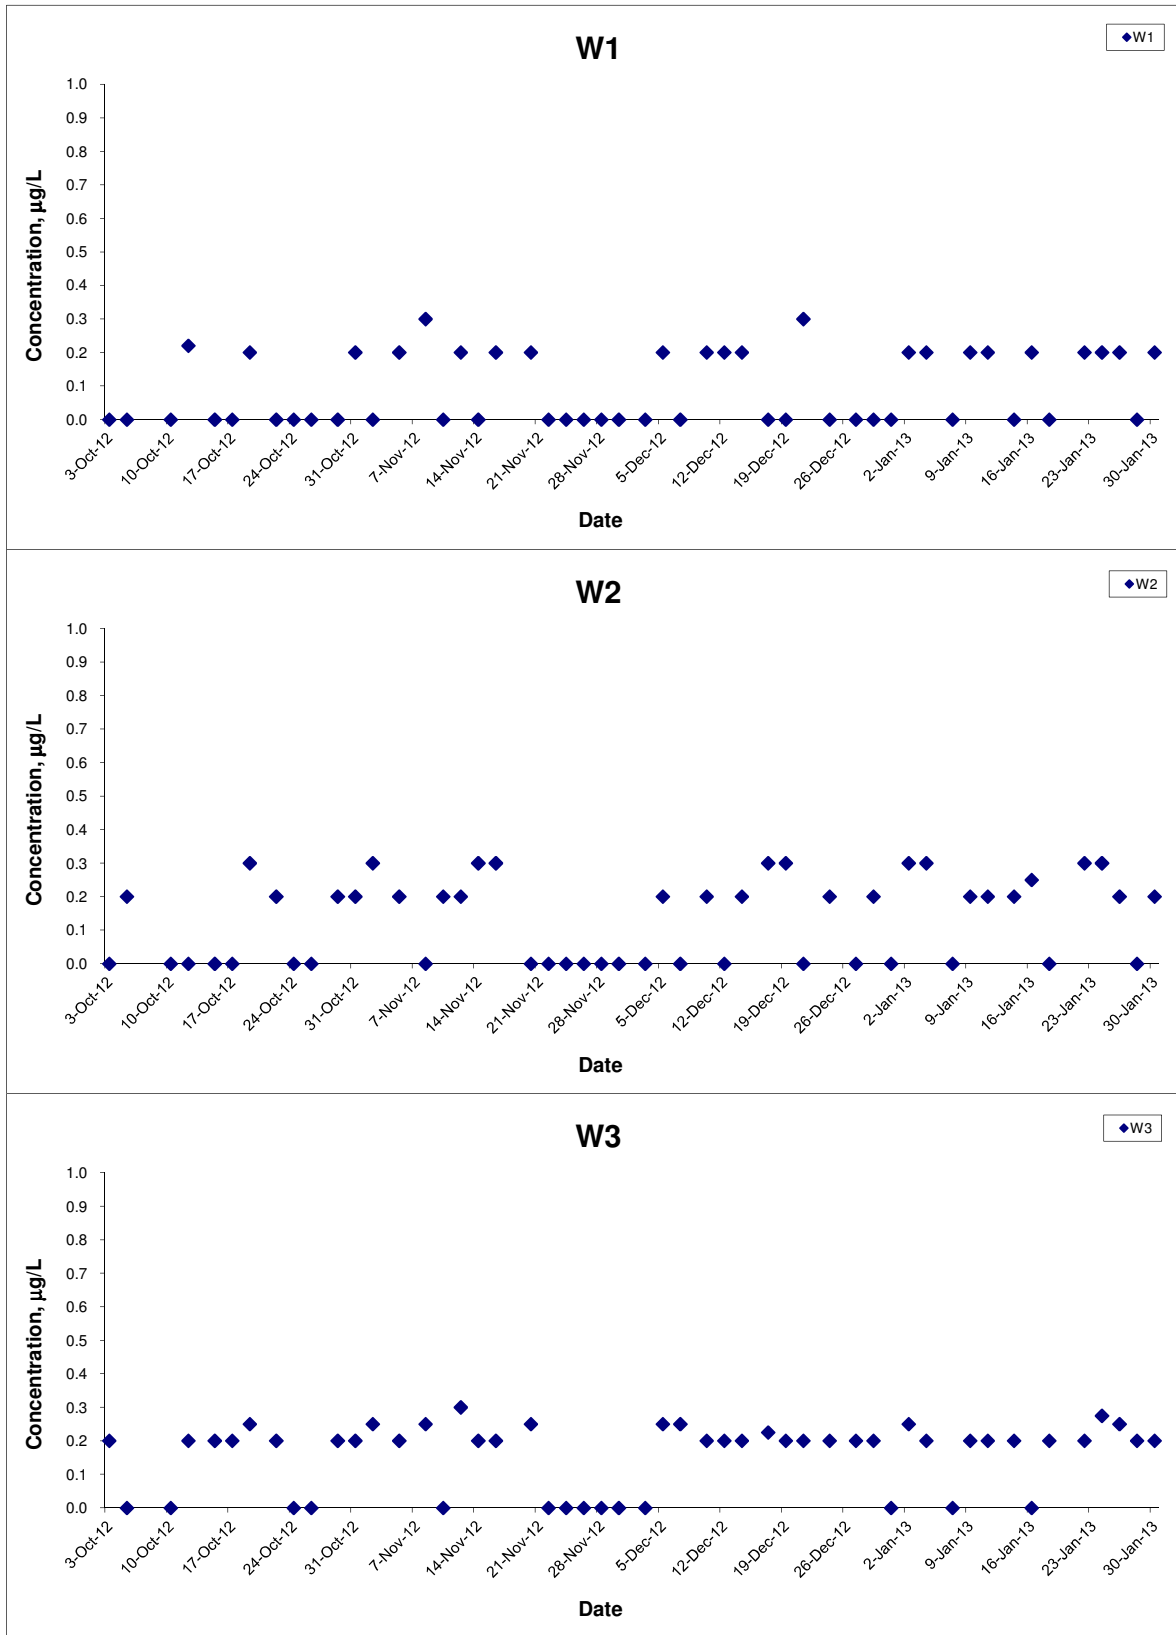 W1
W1
1.0
0.9
0.8
0.7
0.6
0.5
0.4
0.3
0.2
0.1
0.0
Concentration, µg/L
3-Oct-12 10-Oct-12 17-Oct-12 24-Oct-12 31-Oct-12 7-Nov-12 14-Nov-12 21-Nov-12 28-Nov-12 5-Dec-12 12-Dec-12 19-Dec-12 26-Dec-12 2-Jan-13 9-Jan-13 16-Jan-13 23-Jan-13 30-Jan-13
Date
W2
W2
1.0
0.9
0.8
0.7
0.6
0.5
0.4
0.3
0.2
0.1
0.0
Concentration, µg/L
3-Oct-12 10-Oct-12 17-Oct-12 24-Oct-12 31-Oct-12 7-Nov-12 14-Nov-12 21-Nov-12 28-Nov-12 5-Dec-12 12-Dec-12 19-Dec-12 26-Dec-12 2-Jan-13 9-Jan-13 16-Jan-13 23-Jan-13 30-Jan-13
Date
W3
W3
1.0
0.9
0.8
0.7
0.6
0.5
0.4
0.3
0.2
0.1
0.0
Concentration, µg/L
3-Oct-12 10-Oct-12 17-Oct-12 24-Oct-12 31-Oct-12 7-Nov-12 14-Nov-12 21-Nov-12 28-Nov-12 5-Dec-12 12-Dec-12 19-Dec-12 26-Dec-12 2-Jan-13 9-Jan-13 16-Jan-13 23-Jan-13 30-Jan-13
Date